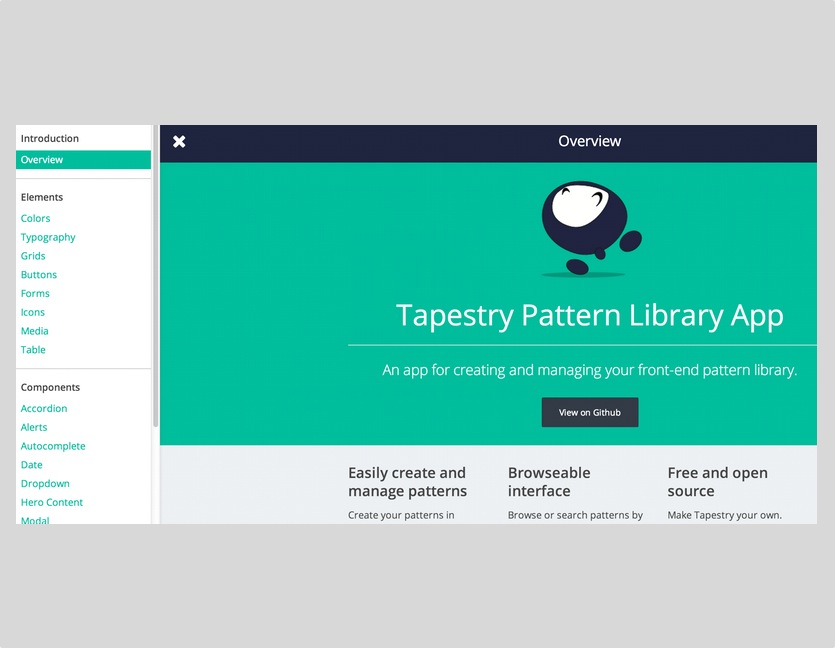 Introduction
Overview
Elements
Colors
Typography
Grids
Buttons
Forms
Icons
Media
Table
Components
Accordion
Alerts
Autocomplete
Date
Dropdown
Hero Content
Modal
Overview
Tapestry Pattern Library App
An app for creating and managing your front-end pattern library.
View on Github
Easily create and
manage patterns
Create your patterns in
Browseable
interface
Browse or search patterns by
Free and open
source
Make Tapestry your own.